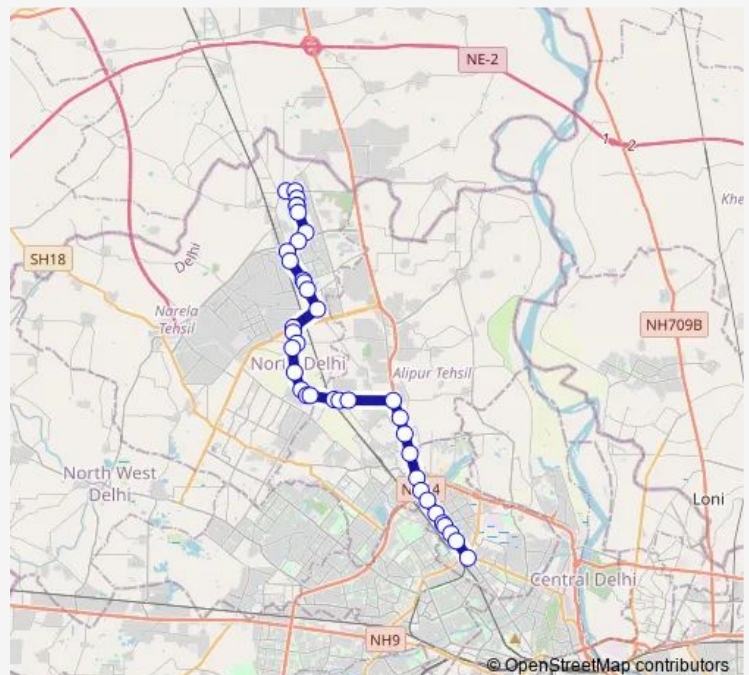 NE-2
1
2
Khe
Delhi
SH18
Narela
Tehsil
NH709B
North Delhi
Alipur Tehsil
North West
Delhi
Loni
Central Delhi
NH9
© OpenStreetMap contributors